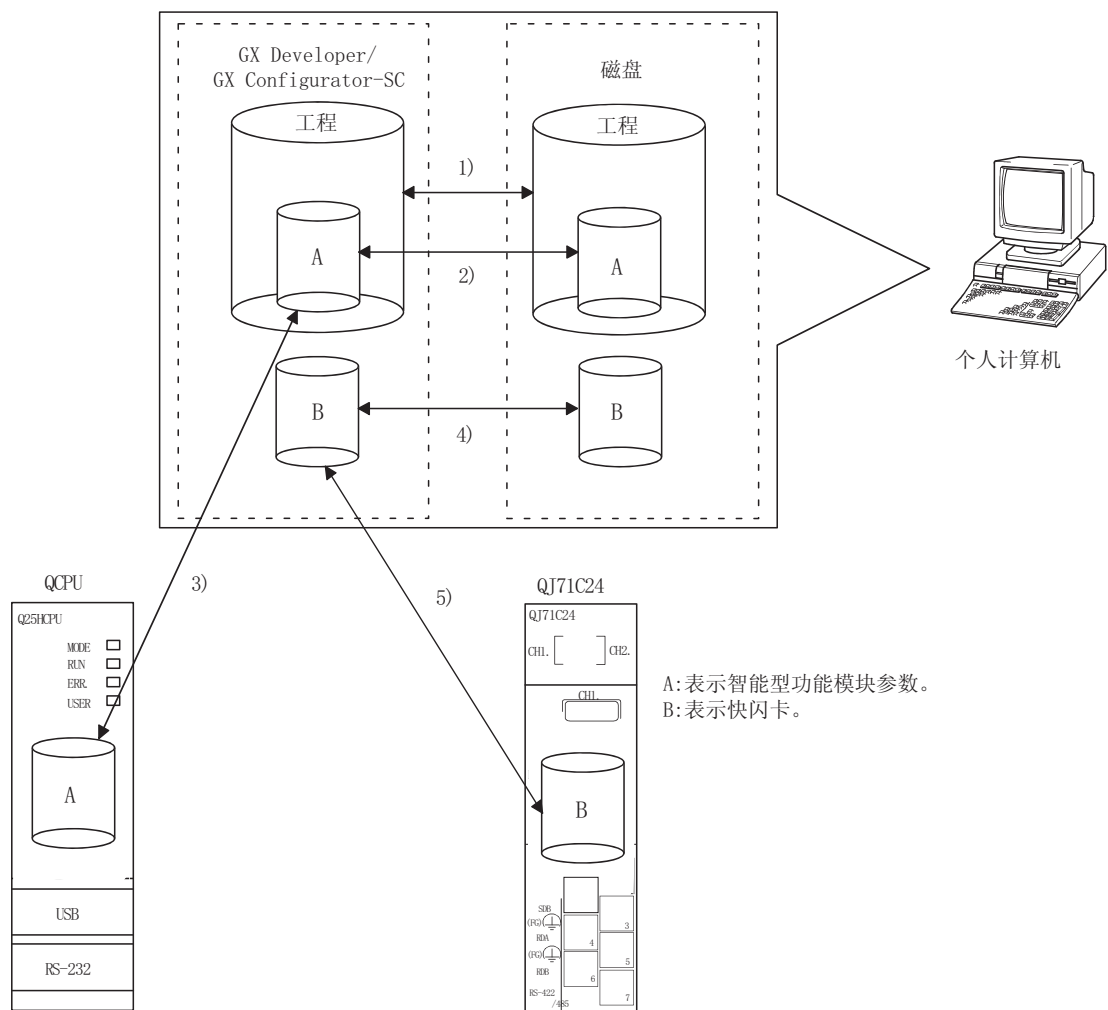 GX Developer/
GX Configurator-SC
磁盘
工程
工程
1)
A
A
2)
个人计算机
B
B
4)
QCPU
3)
5)
QJ71C24
Q25HCPU
MODE
RUN
ERR.
USER
QJ71C24
CH1.
CH2.
CH1.
A:表示智能型功能模块参数。
B:表示快闪卡。
A
B
USB
RS-232
SDB
(FG)
RDA
(FG)
RDB
RS-422
/485
3
4
5
6
7